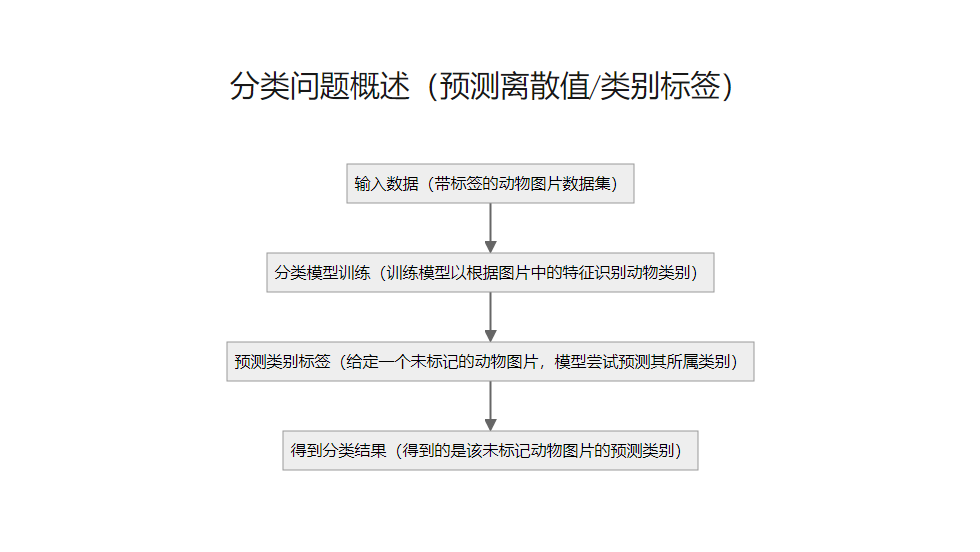 分类问题概述（预测离散值/类别标签）
输入数据（带标签的动物图片数据集）
分类模型训练（训练模型以根据图片中的特征识别动物类别）
预测类别标签（给定一个未标记的动物图片，模型尝试预测其所属类别）
得到分类结果（得到的是该未标记动物图片的预测类别）